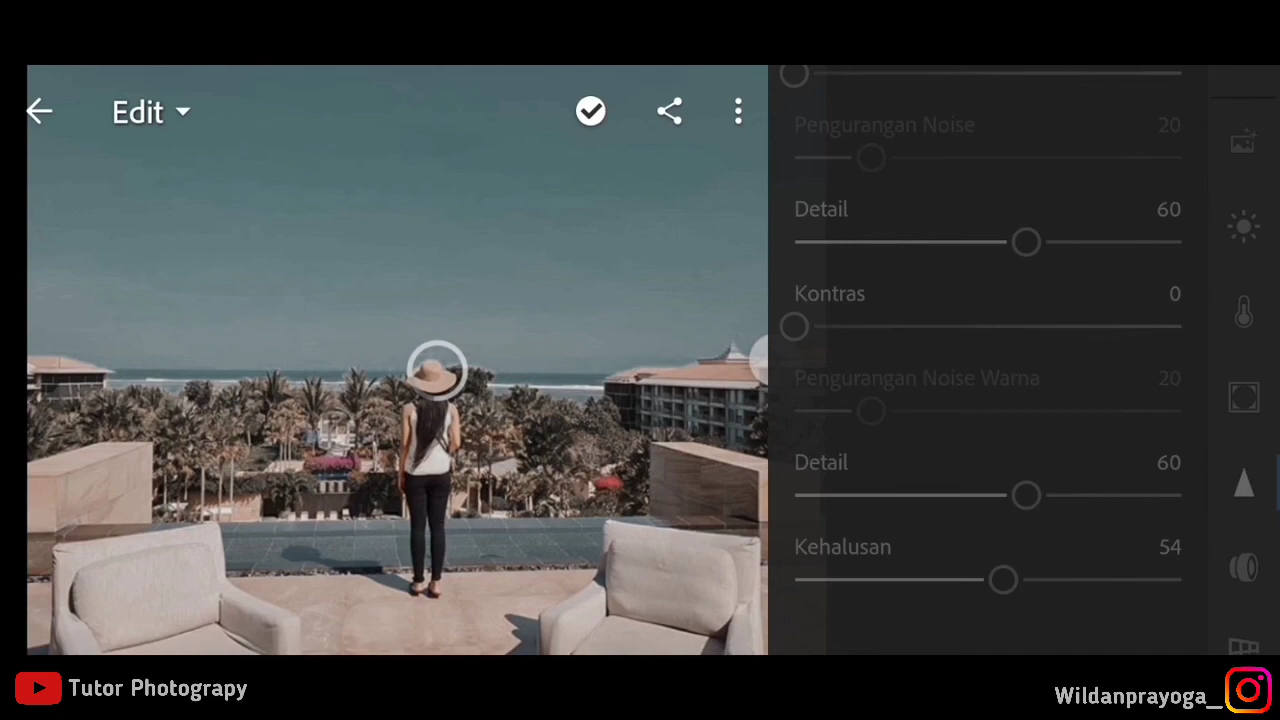 Edit
Pengurangan Noise 20
Detail 60
Kontras 0
Pengurangan Noise Warna 20
Detail 60
Kehalusan 54
Tutor Photograpy
Wildanprayoga_